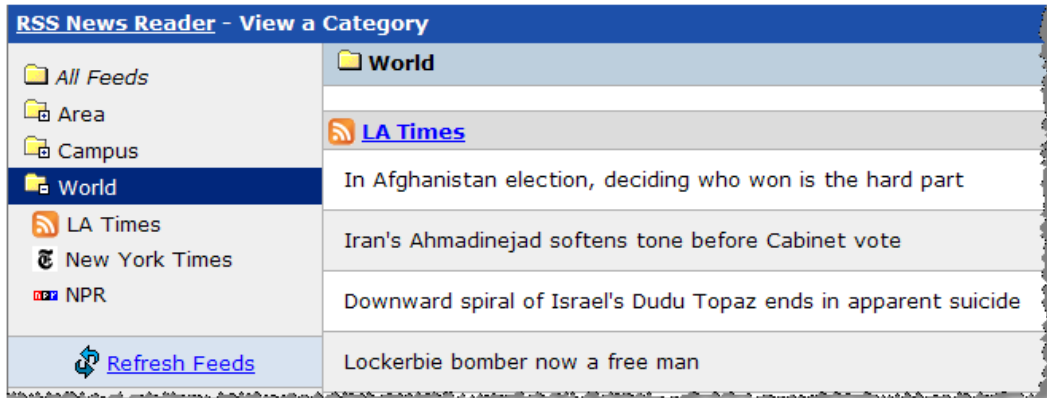 RSS News Reader - View a Category
All Feeds
Area
Campus
World
LA Times
New York Times
npr NPR
Refresh Feeds
World
LA Times
In Afghanistan election, deciding who won is the hard part
Iran's Ahmadinejad softens tone before Cabinet vote
Downward spiral of Israel's Dudu Topaz ends in apparent suicide
Lockerbie bomber now a free man